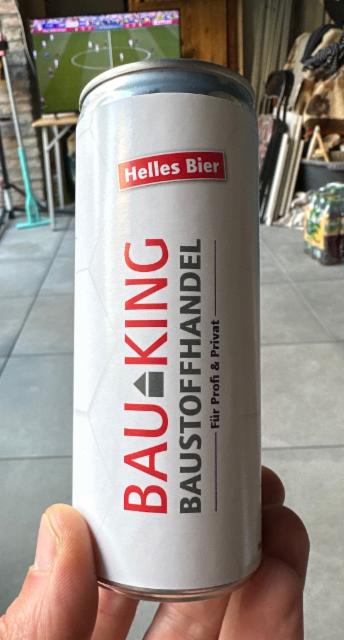 Helles Bier
BAU KING
BAUSTOFFHANDEL
Für Profi & Privat